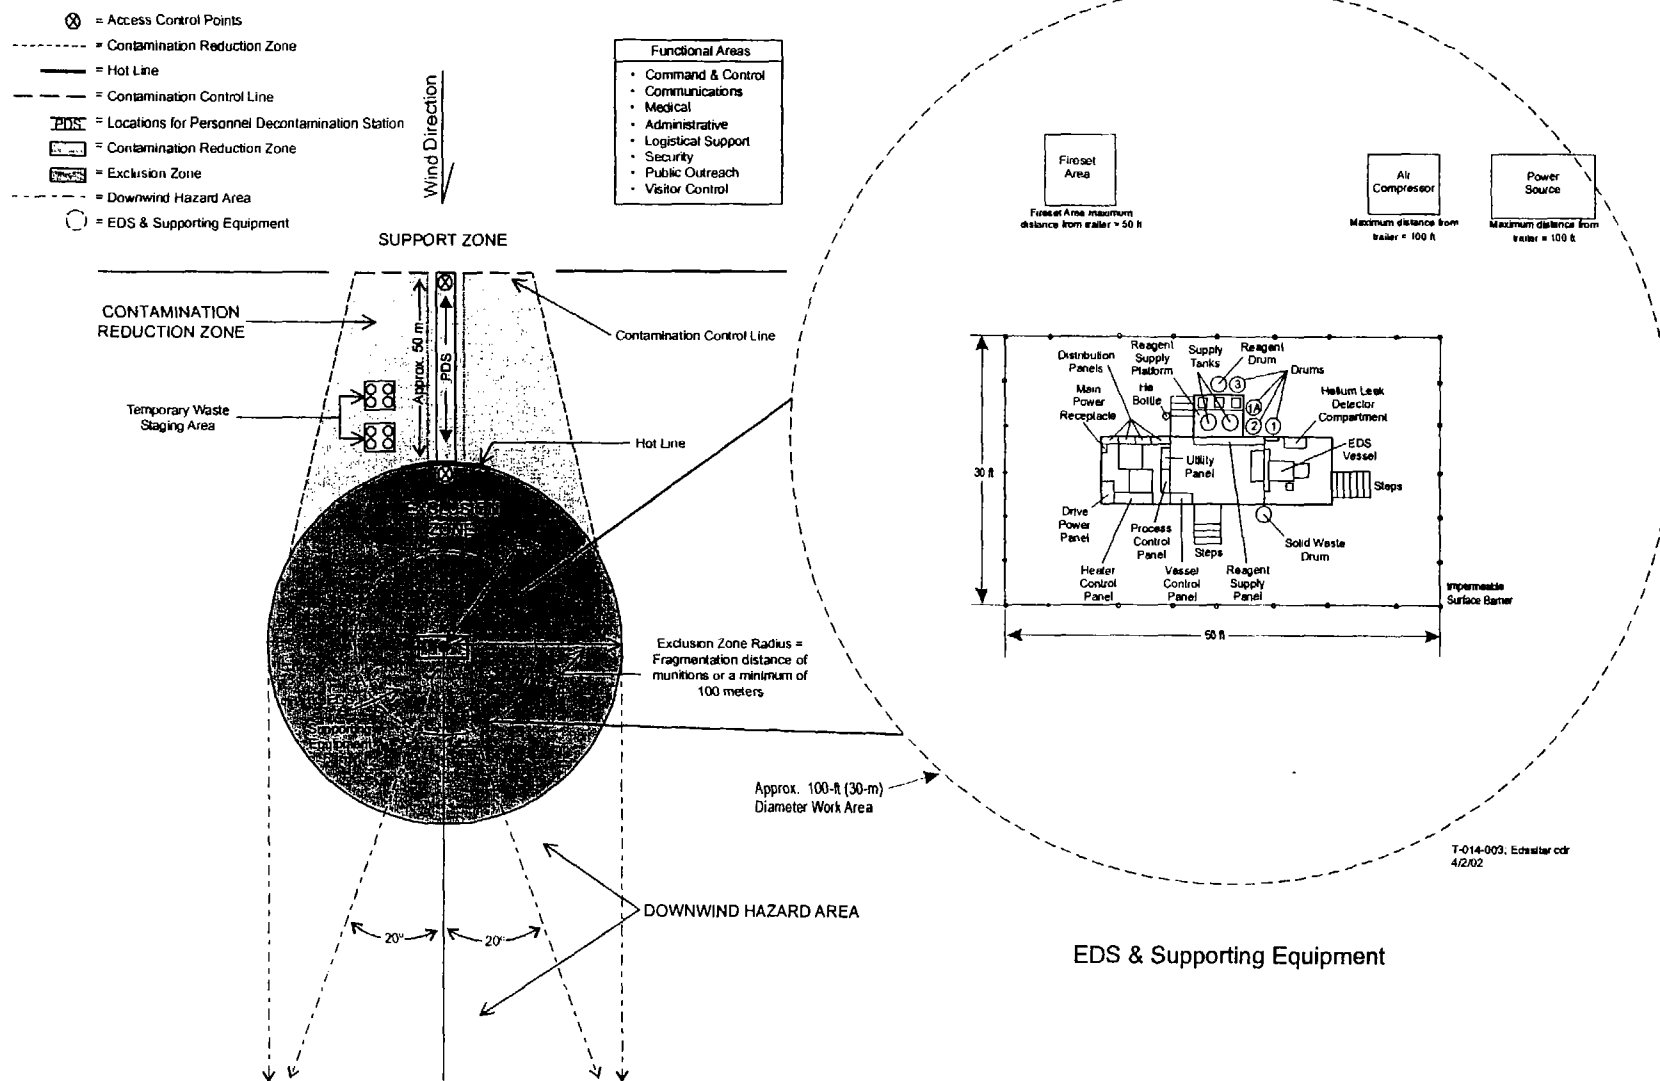 = Access Control Points
= Contamination Reduction Zone
= Hot Line
= Contamination Control Line
PDS = Locations for Personnel Decontamination Station
= Contamination Reduction Zone
= Exclusion Zone
= Downwind Hazard Area
= EDS & Supporting Equipment
Wind Direction
Functional Areas
• Command & Control
• Communications
• Medical
• Administrative
• Logistical Support
• Security
• Public Outreach
• Visitor Control
SUPPORT ZONE
CONTAMINATION
REDUCTION ZONE
Approx. 50 m
PDS
Contamination Control Line
Temporary Waste
Staging Area
Hot Line
EXCLUSION
ZONE
Exclusion Zone Radius =
Fragmentation distance of
munitions or a minimum of
100 meters
Supporting
Equipment
20°
20°
DOWNWIND HAZARD AREA
Approx. 100-ft (30-m)
Diameter Work Area
Fireset
Area
Fireset Area maximum
distance from trailer = 50 ft
Air
Compressor
Maximum distance from
trailer = 100 ft
Power
Source
Maximum distance from
trailer = 100 ft
Distribution
Panels
Reagent
Supply
Platform
Supply
Tanks
Reagent
Drum
Drums
Main
Power
Receptacle
He
Bottle
3
1A
2
1
Helium Leak
Detector
Compartment
EDS
Vessel
Utility
Panel
Steps
30 ft
Drive
Power
Panel
Process
Control
Panel
Steps
Solid Waste
Drum
Heater
Control
Panel
Vessel
Control
Panel
Reagent
Supply
Panel
Impermeable
Surface Barrier
50 ft
T-014-003; Edssiter cdr
4/2/02
EDS & Supporting Equipment